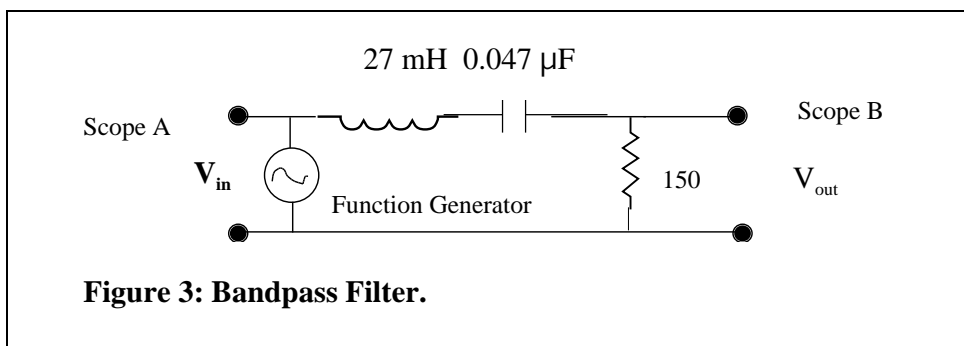 27 mH 0.047 µF
Scope A
Scope B
V_in
150
V_out
Function Generator
Figure 3: Bandpass Filter.